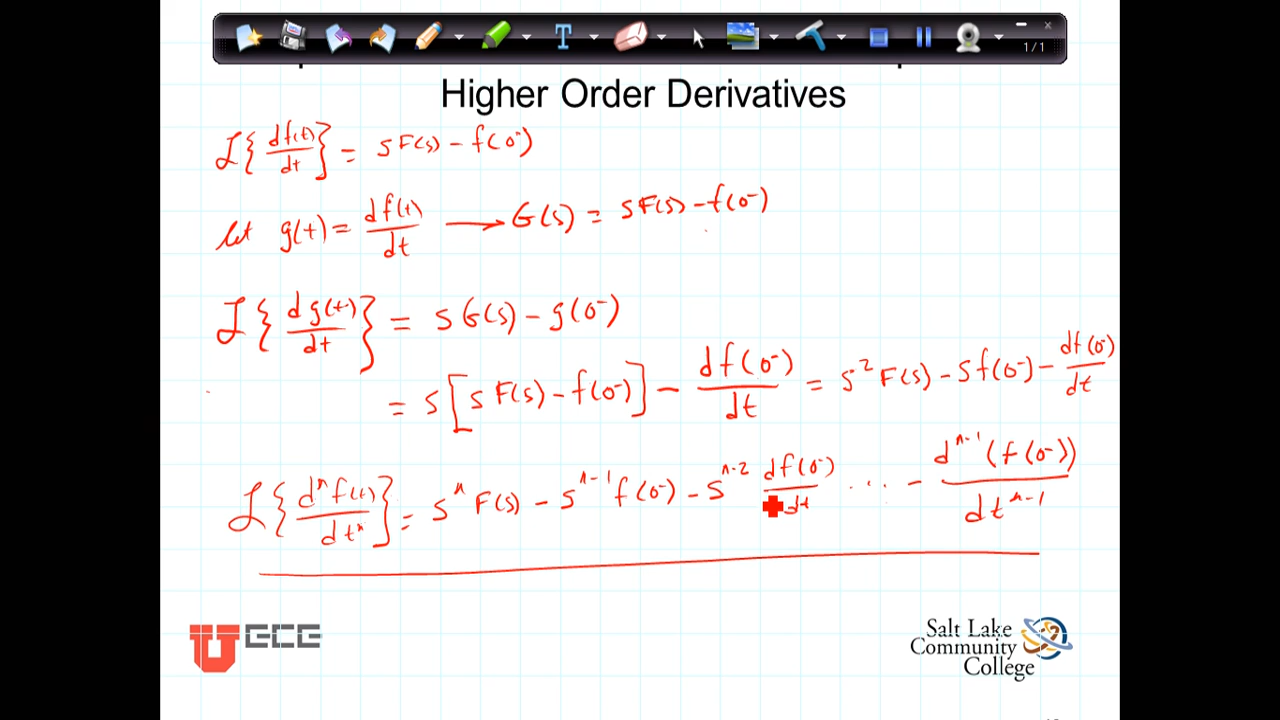 1/1
Higher Order Derivatives
ℒ{df(t)/dt} = sF(s) - f(0⁻)
let g(t) = df(t)/dt → G(s) = sF(s) - f(0⁻)
ℒ{dg(t)/dt} = sG(s) - g(0⁻)
= s[sF(s) - f(0⁻)] - df(0⁻)/dt = s²F(s) - sf(0⁻) - df(0⁻)/dt
ℒ{dⁿf(t)/dtⁿ} = sⁿF(s) - sⁿ⁻¹f(0⁻) - sⁿ⁻² df(0⁻)/dt ... - dⁿ⁻¹(f(0⁻))/dtⁿ⁻¹
U ECE
Salt Lake
Community
College